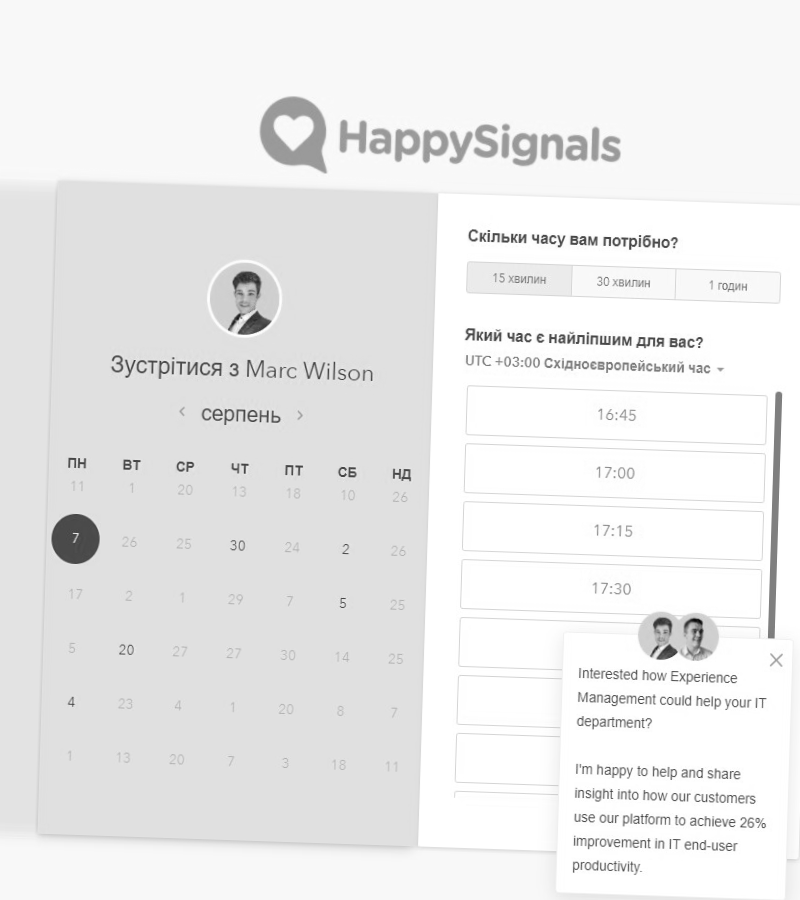 HappySignals
Зустрітися з Marc Wilson
серпень
ПН ВТ СР ЧТ ПТ СБ НД
11 1 20 13 18 10 26
7 26 25 30 24 2 26
17 2 1 29 7 5 25
5 20 27 27 30 14 25
4 23 4 1 20 8 7
1 13 20 7 3 18 11
Скільки часу вам потрібно?
15 хвилин 30 хвилин 1 годин
Який час є найліпшим для вас?
UTC +03:00 Східноєвропейський час
16:45
17:00
17:15
17:30
Interested how Experience
Management could help your IT
department?
I'm happy to help and share
insight into how our customers
use our platform to achieve 26%
improvement in IT end-user
productivity.